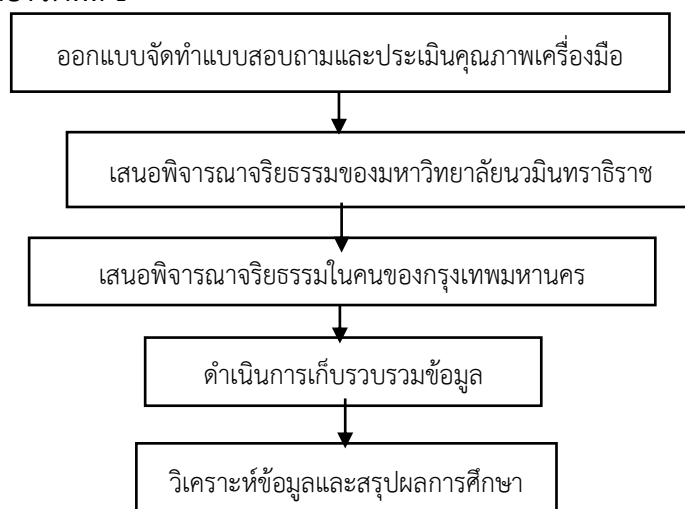 ออกแบบจัดทำแบบสอบถามและประเมินคุณภาพเครื่องมือ
เสนอพิจารณาจริยธรรมของมหาวิทยาลัยนวมินทราธิราช
เสนอพิจารณาจริยธรรมในคนของกรุงเทพมหานคร
ดำเนินการเก็บรวบรวมข้อมูล
วิเคราะห์ข้อมูลและสรุปผลการศึกษา